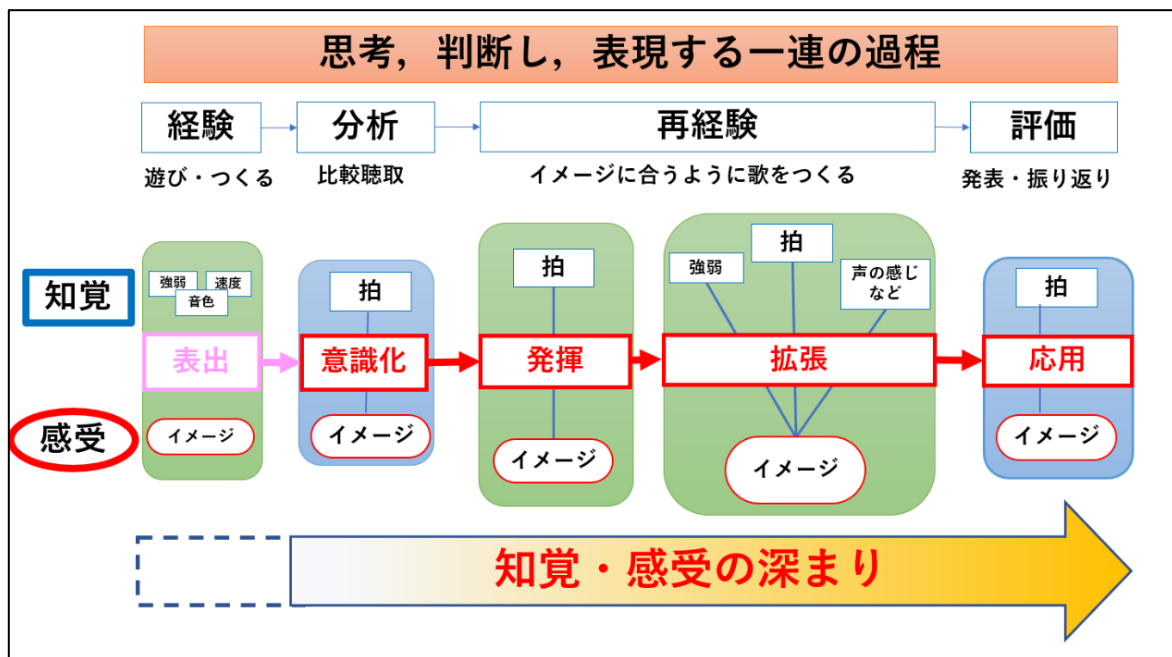 思考，判断し，表現する一連の過程
経験
分析
再経験
評価
遊び・つくる
比較聴取
イメージに合うように歌をつくる
発表・振り返り
知覚
強弱
速度
音色
拍
拍
強弱
拍
声の感じ
など
拍
表出
意識化
発揮
拡張
応用
感受
イメージ
イメージ
イメージ
イメージ
イメージ
知覚・感受の深まり